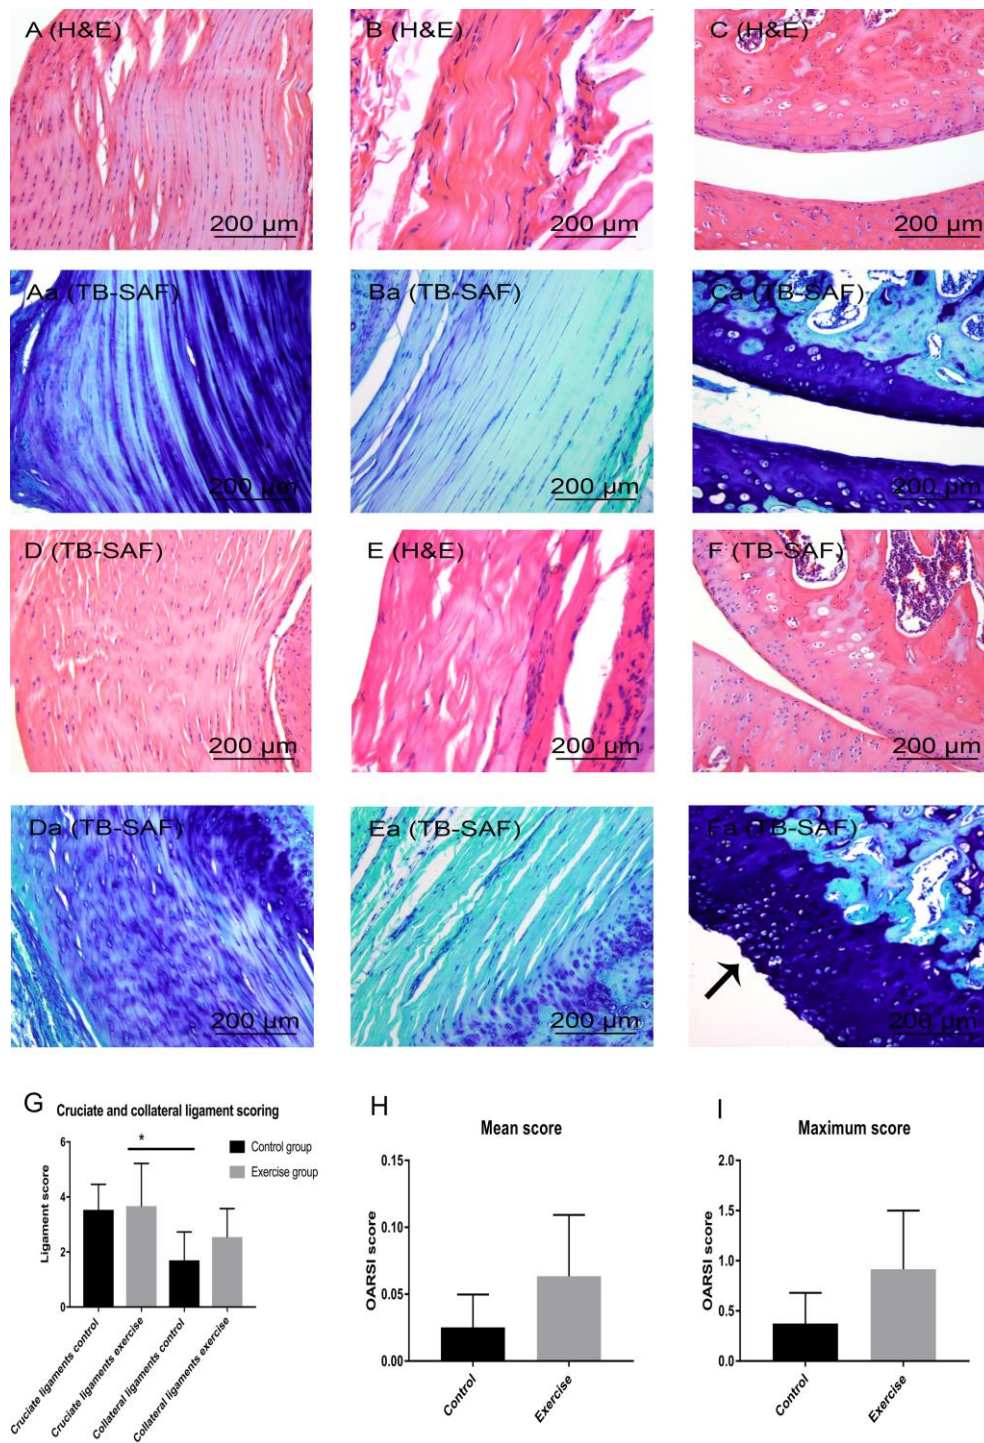 A (H&E)
200 µm
B (H&E)
200 µm
C (H&E)
200 µm
Aa (TB-SAF)
200 µm
Ba (TB-SAF)
200 µm
Ca (TB-SAF)
200 µm
D (TB-SAF)
200 µm
E (H&E)
200 µm
F (TB-SAF)
200 µm
Da (TB-SAF)
200 µm
Ea (TB-SAF)
200 µm
Fa (TB-SAF)
200 µm
G
Cruciate and collateral ligament scoring
Ligament score
6
4
2
0
*
Control group
Exercise group
Cruciate ligaments control
Cruciate ligaments exercise
Collateral ligaments control
Collateral ligaments exercise
H
Mean score
OARSI score
0.15
0.10
0.05
0.00
Control
Exercise
I
Maximum score
OARSI score
2.0
1.5
1.0
0.5
0.0
Control
Exercise